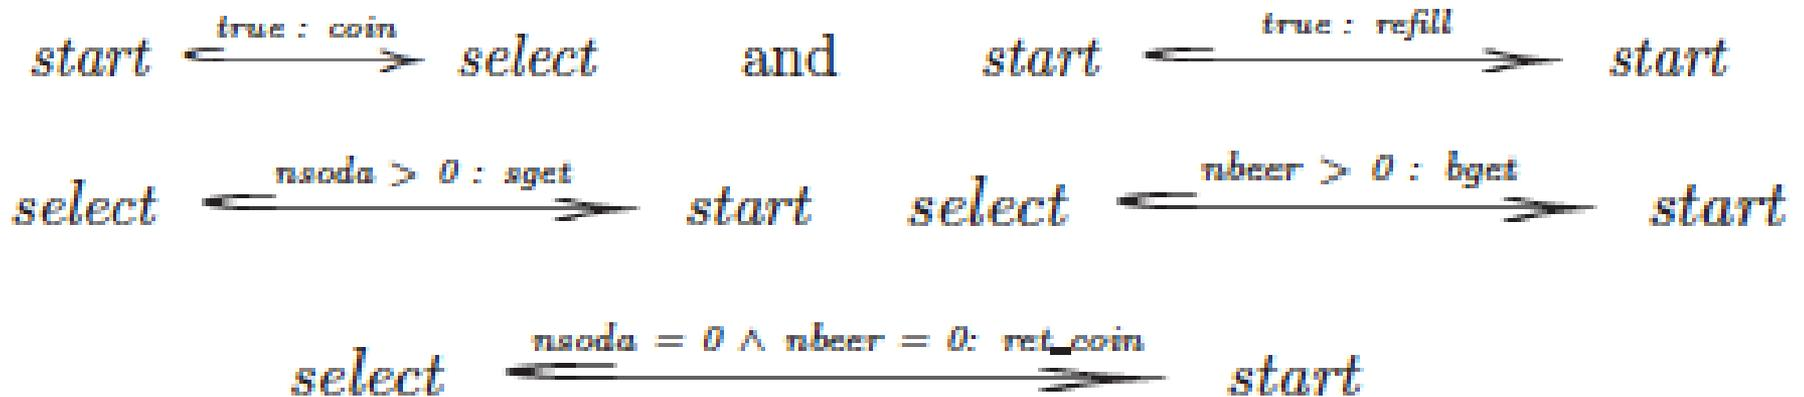 start ↪ true : coin → select and start ↪ true : refill → start
select ↪ nsoda > 0 : sget → start select ↪ nbeer > 0 : bget → start
select ↪ nsoda = 0 ∧ nbeer = 0: ret_coin → start